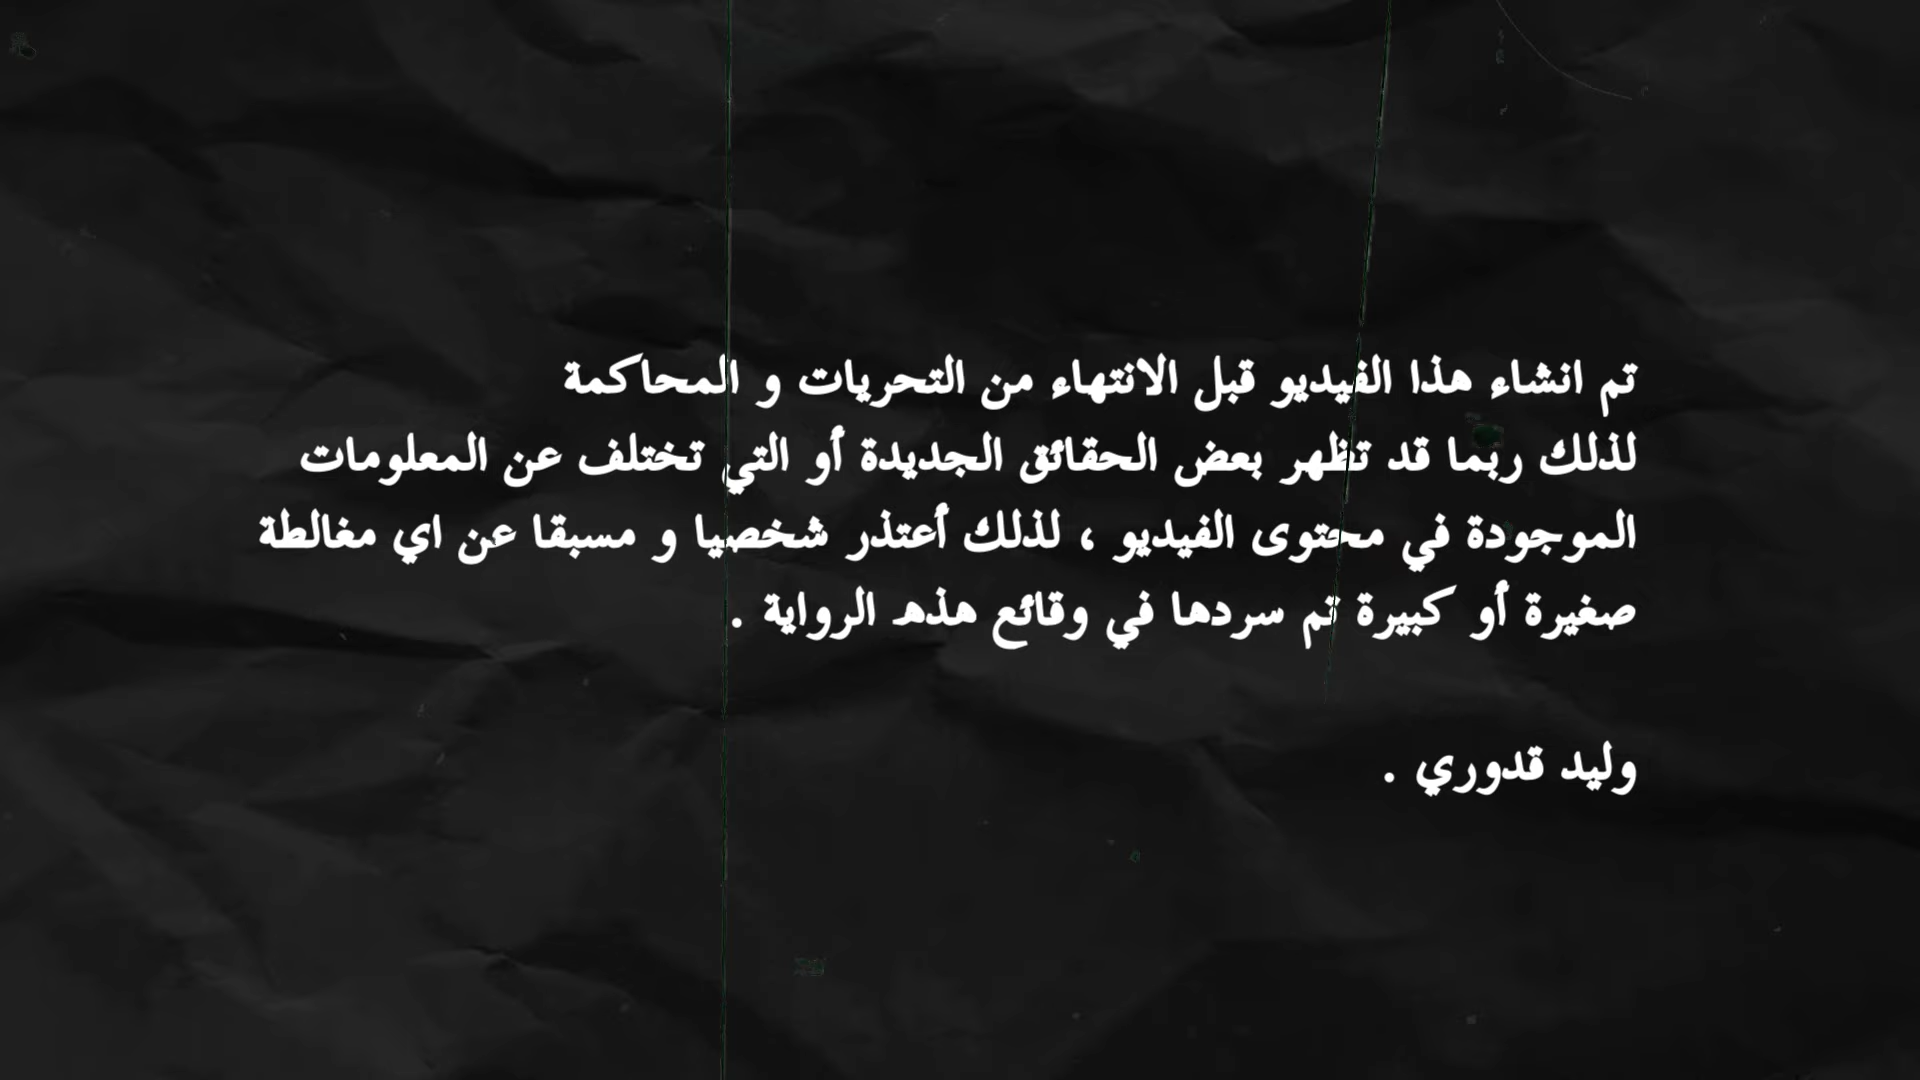 تم انشاء هذا الفيديو قبل الانتهاء من التحريات و المحاكمة
لذلك ربما قد تظهر بعض الحقائق الجديدة أو التي تختلف عن المعلومات
الموجودة في محتوى الفيديو ، لذلك أعتذر شخصيا و مسبقا عن اي مغالطة
صغيرة أو كبيرة تم سردها في وقائع هذه الرواية .
وليد قدوري .